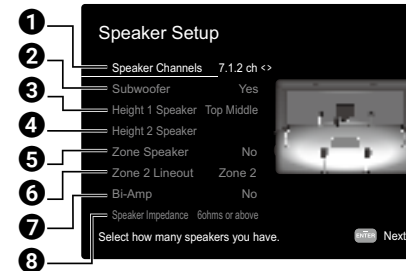 Speaker Setup
1 Speaker Channels 7.1.2 ch <>
2 Subwoofer Yes
3 Height 1 Speaker Top Middle
4 Height 2 Speaker
5 Zone Speaker No
6 Zone 2 Lineout Zone 2
7 Bi-Amp No
8 Speaker Impedance 6ohms or above
Select how many speakers you have. ENTER Next